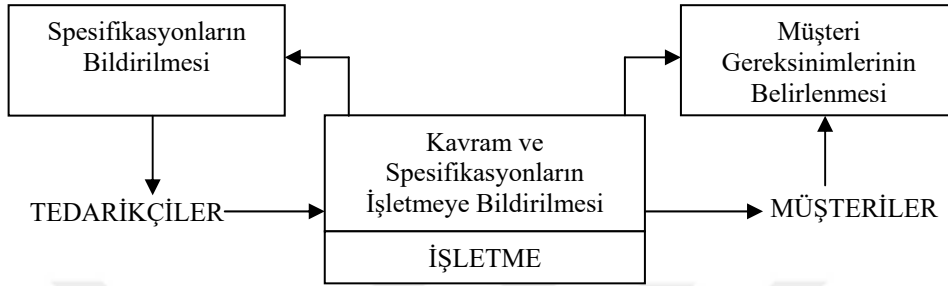 Spesifikasyonların
Bildirilmesi
Müşteri
Gereksinimlerinin
Belirlenmesi
Kavram ve
Spesifikasyonların
İşletmeye Bildirilmesi
TEDARİKÇİLER
MÜŞTERİLER
İŞLETME